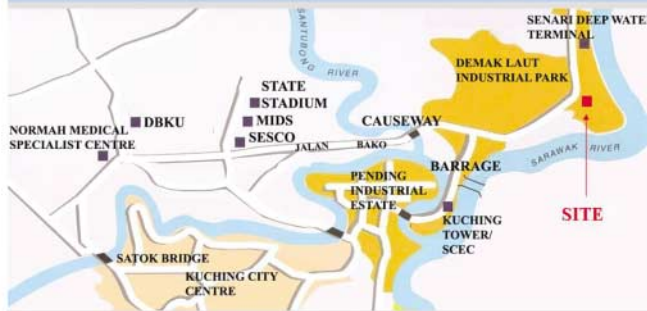 SENARI DEEP WATER
TERMINAL
SANTUBONG
RIVER
DEMAK LAUT
INDUSTRIAL PARK
STATE
STADIUM
DBKU
MIDS
CAUSEWAY
NORMAH MEDICAL
SPECIALIST CENTRE
SESCO
JALAN BAKO
BARRAGE
SARAWAK RIVER
PENDING
INDUSTRIAL
ESTATE
SITE
KUCHING
TOWER/
SCEC
SATOK BRIDGE
KUCHING CITY
CENTRE